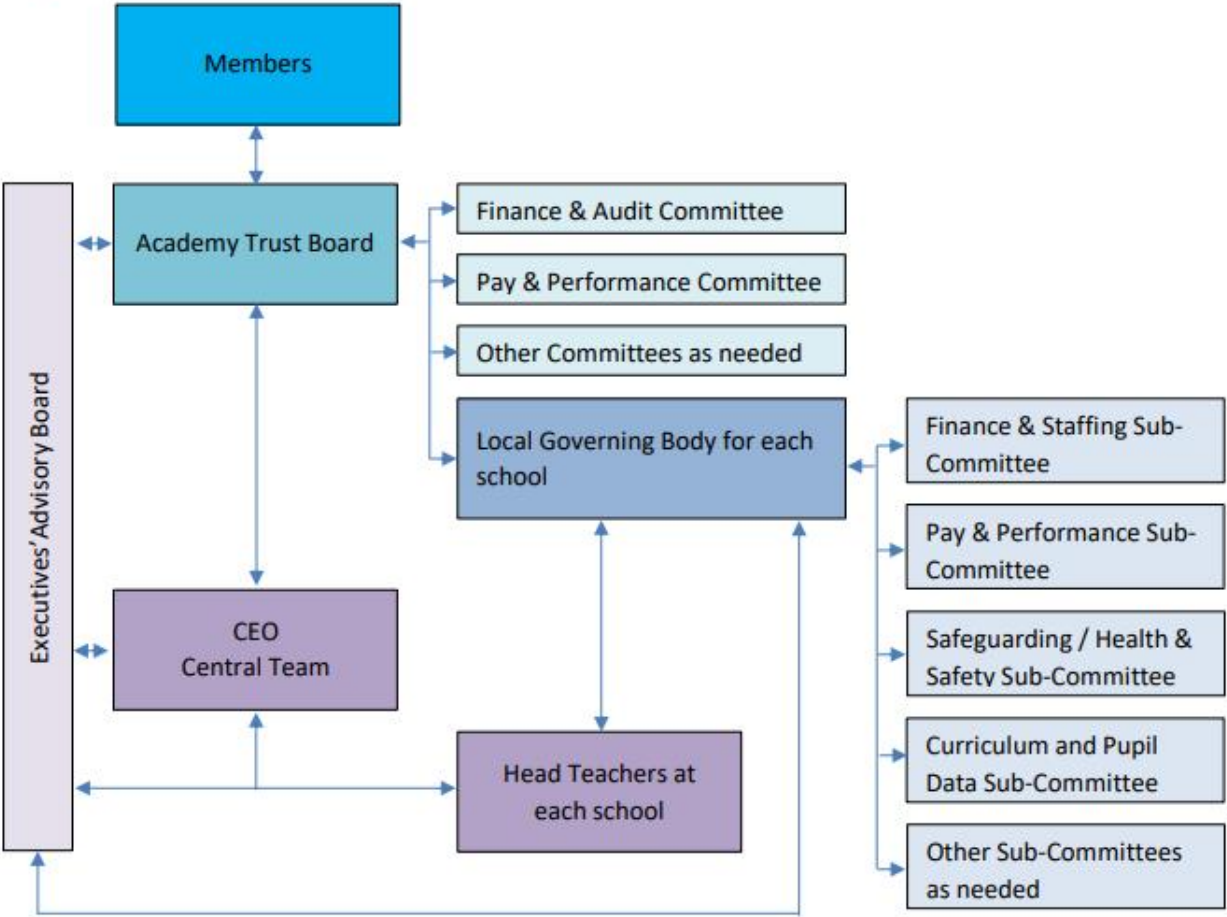 Members
Academy Trust Board
Executives' Advisory Board
Finance & Audit Committee
Pay & Performance Committee
Other Committees as needed
Local Governing Body for each
school
Finance & Staffing Sub-
Committee
Pay & Performance Sub-
Committee
Safeguarding / Health &
Safety Sub-Committee
Curriculum and Pupil
Data Sub-Committee
Other Sub-Committees
as needed
CEO
Central Team
Head Teachers at
each school